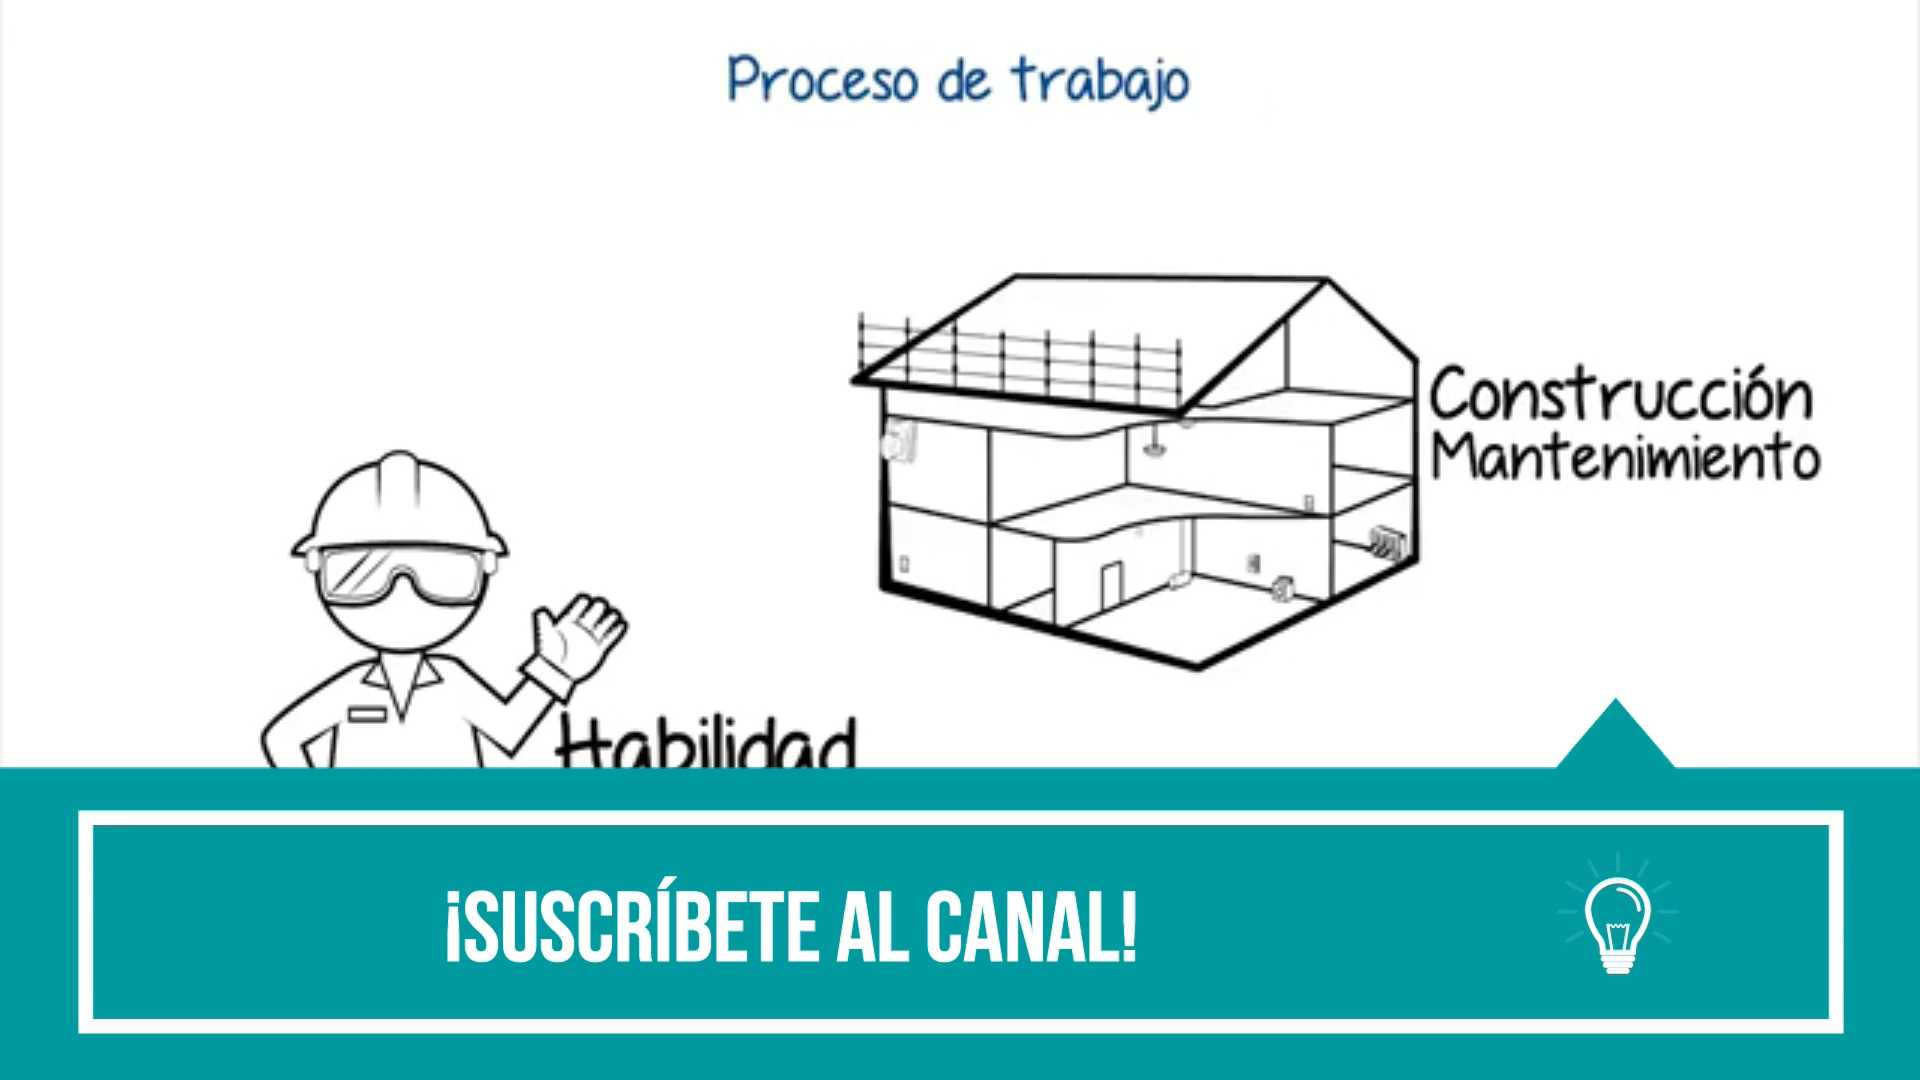 Proceso de trabajo
Construcción
Mantenimiento
Habilidad
¡SUSCRÍBETE AL CANAL!